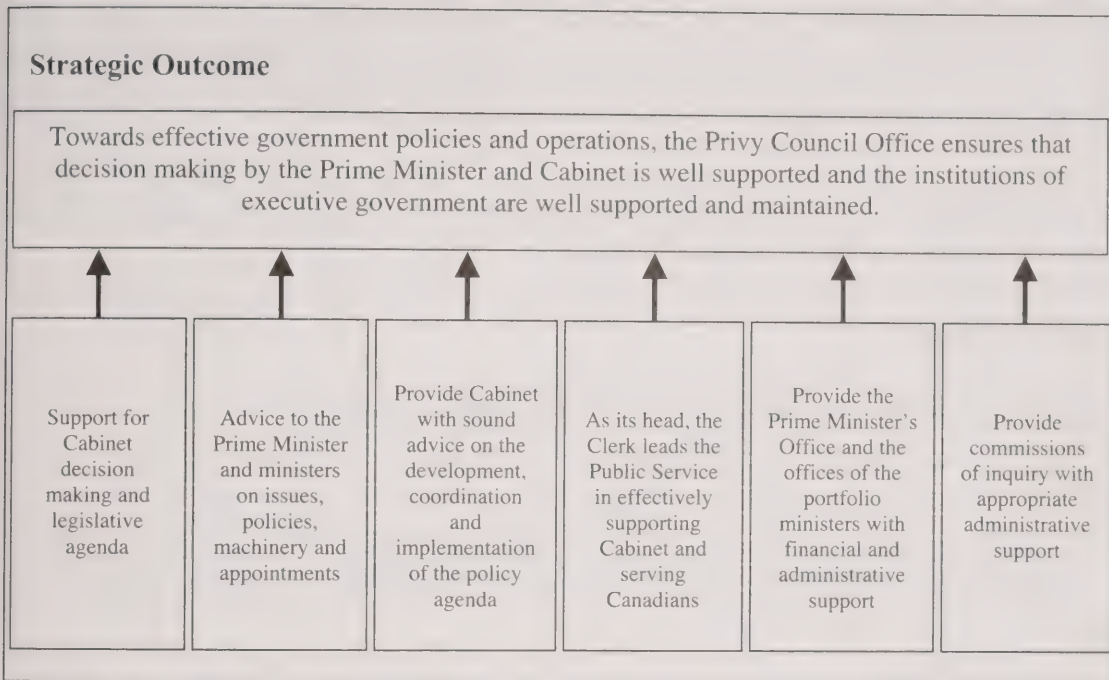 Strategic Outcome
Towards effective government policies and operations, the Privy Council Office ensures that
decision making by the Prime Minister and Cabinet is well supported and the institutions of
executive government are well supported and maintained.
Support for
Cabinet
decision
making and
legislative
agenda
Advice to the
Prime Minister
and ministers
on issues,
policies,
machinery and
appointments
Provide Cabinet
with sound
advice on the
development,
coordination
and
implementation
of the policy
agenda
As its head, the
Clerk leads the
Public Service
in effectively
supporting
Cabinet and
serving
Canadians
Provide the
Prime Minister's
Office and the
offices of the
portfolio
ministers with
financial and
administrative
support
Provide
commissions
of inquiry with
appropriate
administrative
support